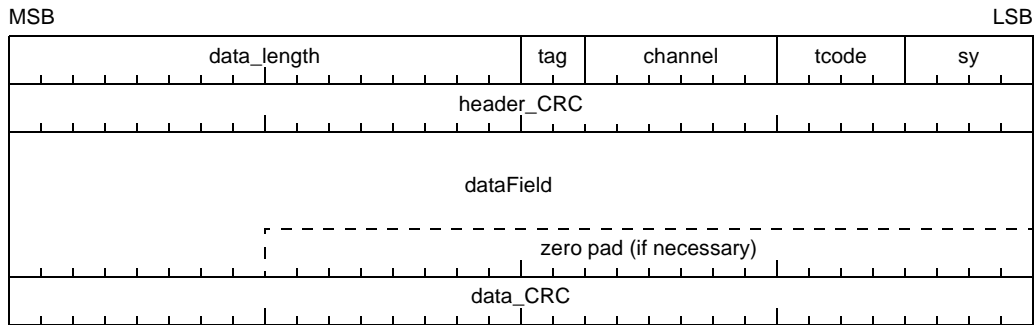 MSB LSB
data_length tag channel tcode sy
header_CRC
dataField
zero pad (if necessary)
data_CRC